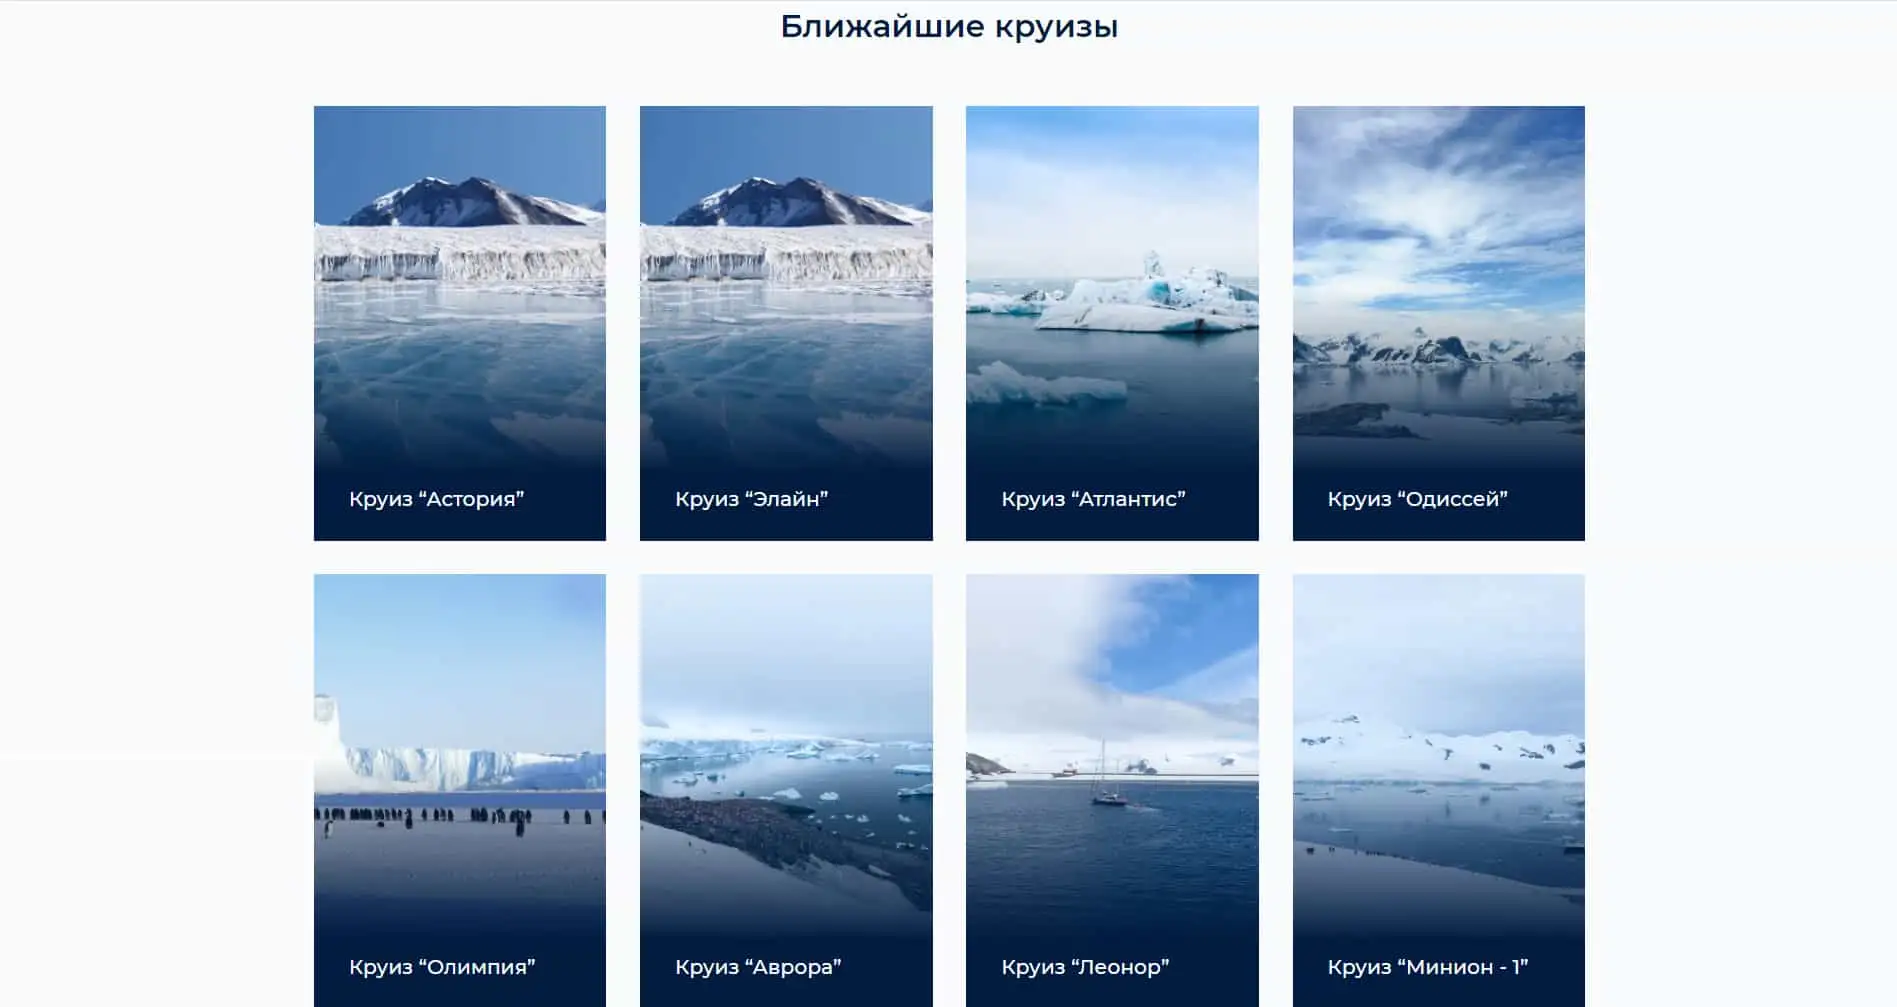 Ближайшие круизы
Круиз “Астория”
Круиз “Элайн”
Круиз “Атлантис”
Круиз “Одиссей”
Круиз “Олимпия”
Круиз “Аврора”
Круиз “Леонор”
Круиз “Минион - 1”